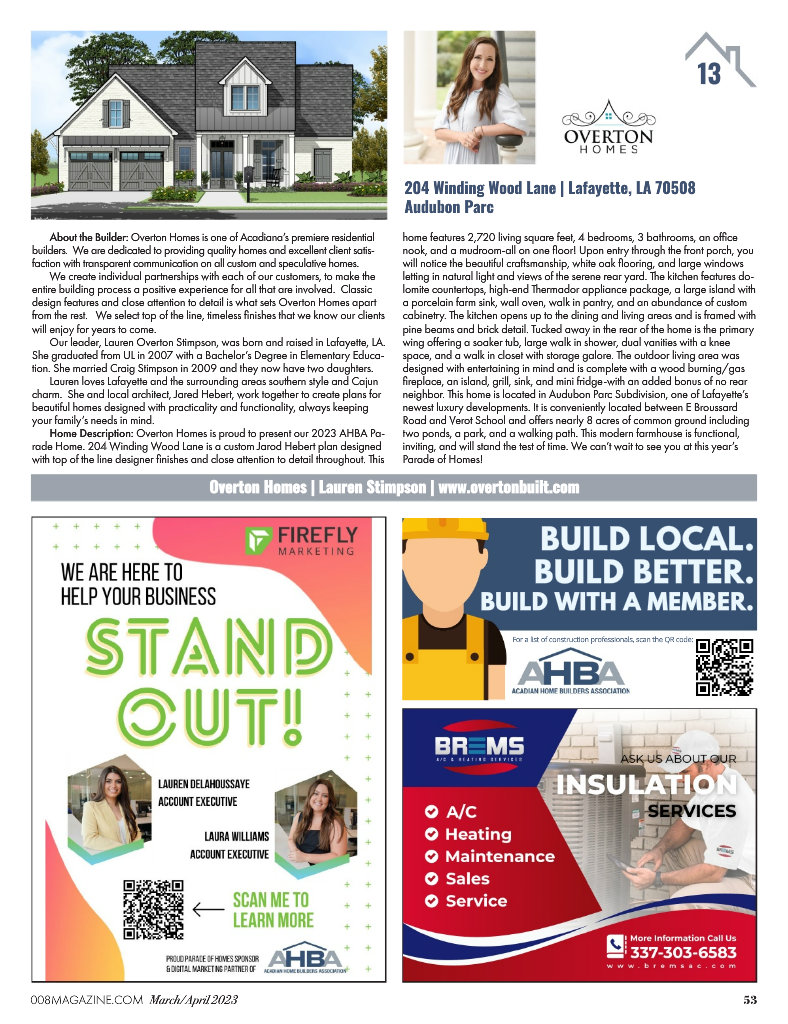 13
OVERTON
HOMES
204 Winding Wood Lane | Lafayette, LA 70508
Audubon Parc
About the Builder: Overton Homes is one of Acadiana's premiere residential
builders. We are dedicated to providing quality homes and excellent client satis-
faction with transparent communication on all custom and speculative homes.
We create individual partnerships with each of our customers, to make the
entire building process a positive experience for all that are involved. Classic
design features and close attention to detail is what sets Overton Homes apart
from the rest. We select top of the line, timeless finishes that we know our clients
will enjoy for years to come.
Our leader, Lauren Overton Stimpson, was born and raised in Lafayette, LA.
She graduated from UL in 2007 with a Bachelor's Degree in Elementary Educa-
tion. She married Craig Stimpson in 2009 and they now have two daughters.
Lauren loves Lafayette and the surrounding areas southern style and Cajun
charm. She and local architect, Jared Hebert, work together to create plans for
beautiful homes designed with practicality and functionality, always keeping
your family's needs in mind.
Home Description: Overton Homes is proud to present our 2023 AHBA Pa-
rade Home. 204 Winding Wood Lane is a custom Jarod Hebert plan designed
with top of the line designer finishes and close attention to detail throughout. This
home features 2,720 living square feet, 4 bedrooms, 3 bathrooms, an office
nook, and a mudroom-all on one floor! Upon entry through the front porch, you
will notice the beautiful craftsmanship, white oak flooring, and large windows
letting in natural light and views of the serene rear yard. The kitchen features do-
lomite countertops, high-end Thermador appliance package, a large island with
a porcelain farm sink, wall oven, walk in pantry, and an abundance of custom
cabinetry. The kitchen opens up to the dining and living areas and is framed with
pine beams and brick detail. Tucked away in the rear of the home is the primary
wing offering a soaker tub, large walk in shower, dual vanities with a knee
space, and a walk in closet with storage galore. The outdoor living area was
designed with entertaining in mind and is complete with a wood burning/gas
fireplace, an island, grill, sink, and mini fridge-with an added bonus of no rear
neighbor. This home is located in Audubon Parc Subdivision, one of Lafayette's
newest luxury developments. It is conveniently located between E Broussard
Road and Verot School and offers nearly 8 acres of common ground including
two ponds, a park, and a walking path. This modern farmhouse is functional,
inviting, and will stand the test of time. We can't wait to see you at this year's
Parade of Homes!
Overton Homes | Lauren Stimpson | www.overtonbuilt.com
FIREFLY
MARKETING
WE ARE HERE TO
HELP YOUR BUSINESS
STAND
OUT!
LAUREN DELAHOUSSAYE
ACCOUNT EXECUTIVE
LAURA WILLIAMS
ACCOUNT EXECUTIVE
SCAN ME TO
LEARN MORE
PROUD PARADE OF HOMES SPONSOR
& DIGITAL MARKETING PARTNER OF
AHBA
ACADIAN HOME BUILDERS ASSOCIATION
BUILD LOCAL.
BUILD BETTER.
BUILD WITH A MEMBER.
For a list of construction professionals, scan the QR code:
AHBA
ACADIAN HOME BUILDERS ASSOCIATION
BREMS
A/C & HEATING SERVICES
ASK US ABOUT OUR
INSULATION
SERVICES
A/C
Heating
Maintenance
Sales
Service
BREMS
More Information Call Us
337-303-6583
www.bremsac.com
008MAGAZINE.COM March/April 2023
53